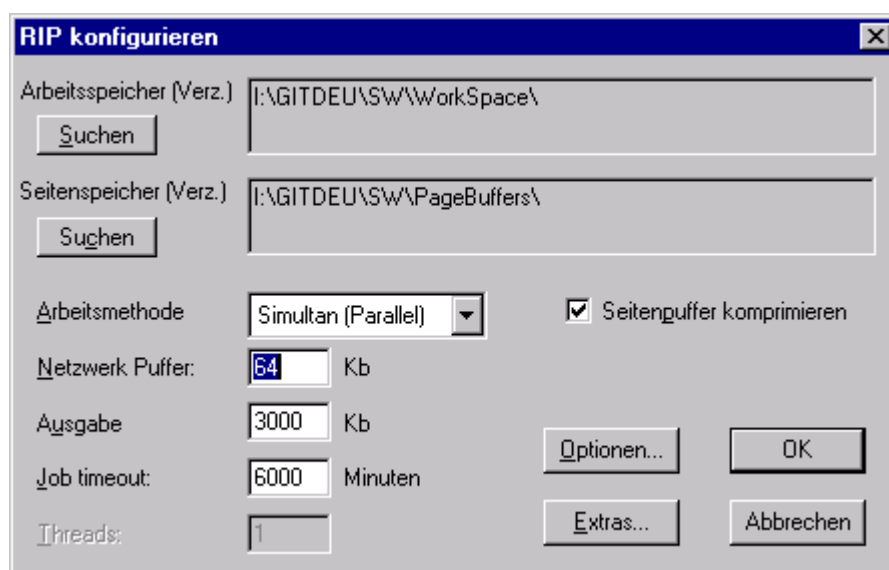 RIP konfigurieren
Arbeitsspeicher (Verz.)
I:\GITDEU\SW\WorkSpace\
Suchen
Seitenspeicher (Verz.)
I:\GITDEU\SW\PageBuffers\
Suchen
Arbeitsmethode Simultan (Parallel) Seitenpuffer komprimieren
Netzwerk Puffer: 64 Kb
Ausgabe 3000 Kb
Optionen... OK
Job timeout: 6000 Minuten
Extras... Abbrechen
Threads: 1